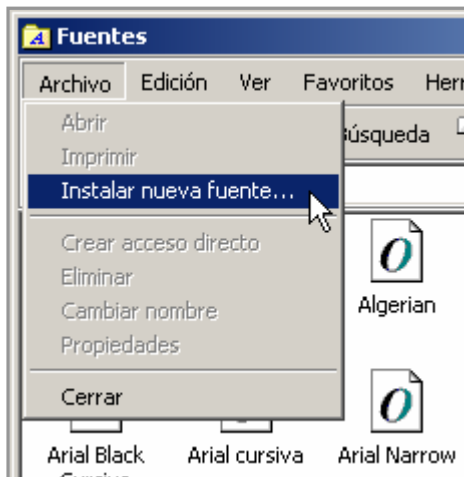 Fuentes
Archivo Edición Ver Favoritos
Abrir
Búsqueda
Imprimir
Instalar nueva fuente...
Crear acceso directo
Eliminar
Cambiar nombre
Algerian
Propiedades
Cerrar
Arial Black Arial cursiva Arial Narrow